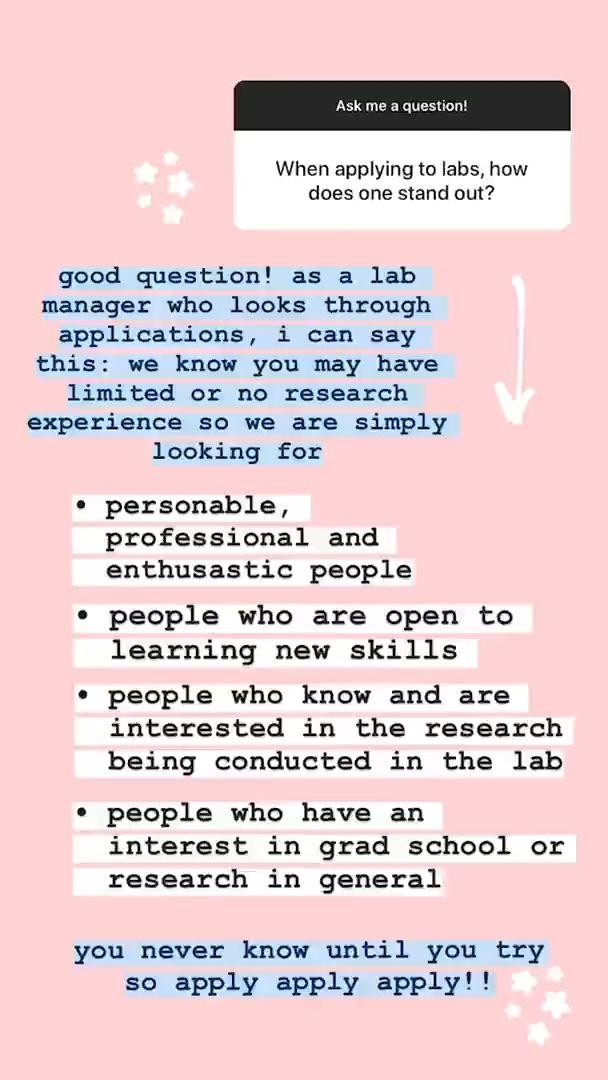 Ask me a question!
When applying to labs, how
does one stand out?
good question! as a lab
manager who looks through
applications, i can say
this: we know you may have
limited or no research
experience so we are simply
looking for
• personable,
professional and
enthusastic people
• people who are open to
learning new skills
• people who know and are
interested in the research
being conducted in the lab
• people who have an
interest in grad school or
research in general
you never know until you try
so apply apply apply!!